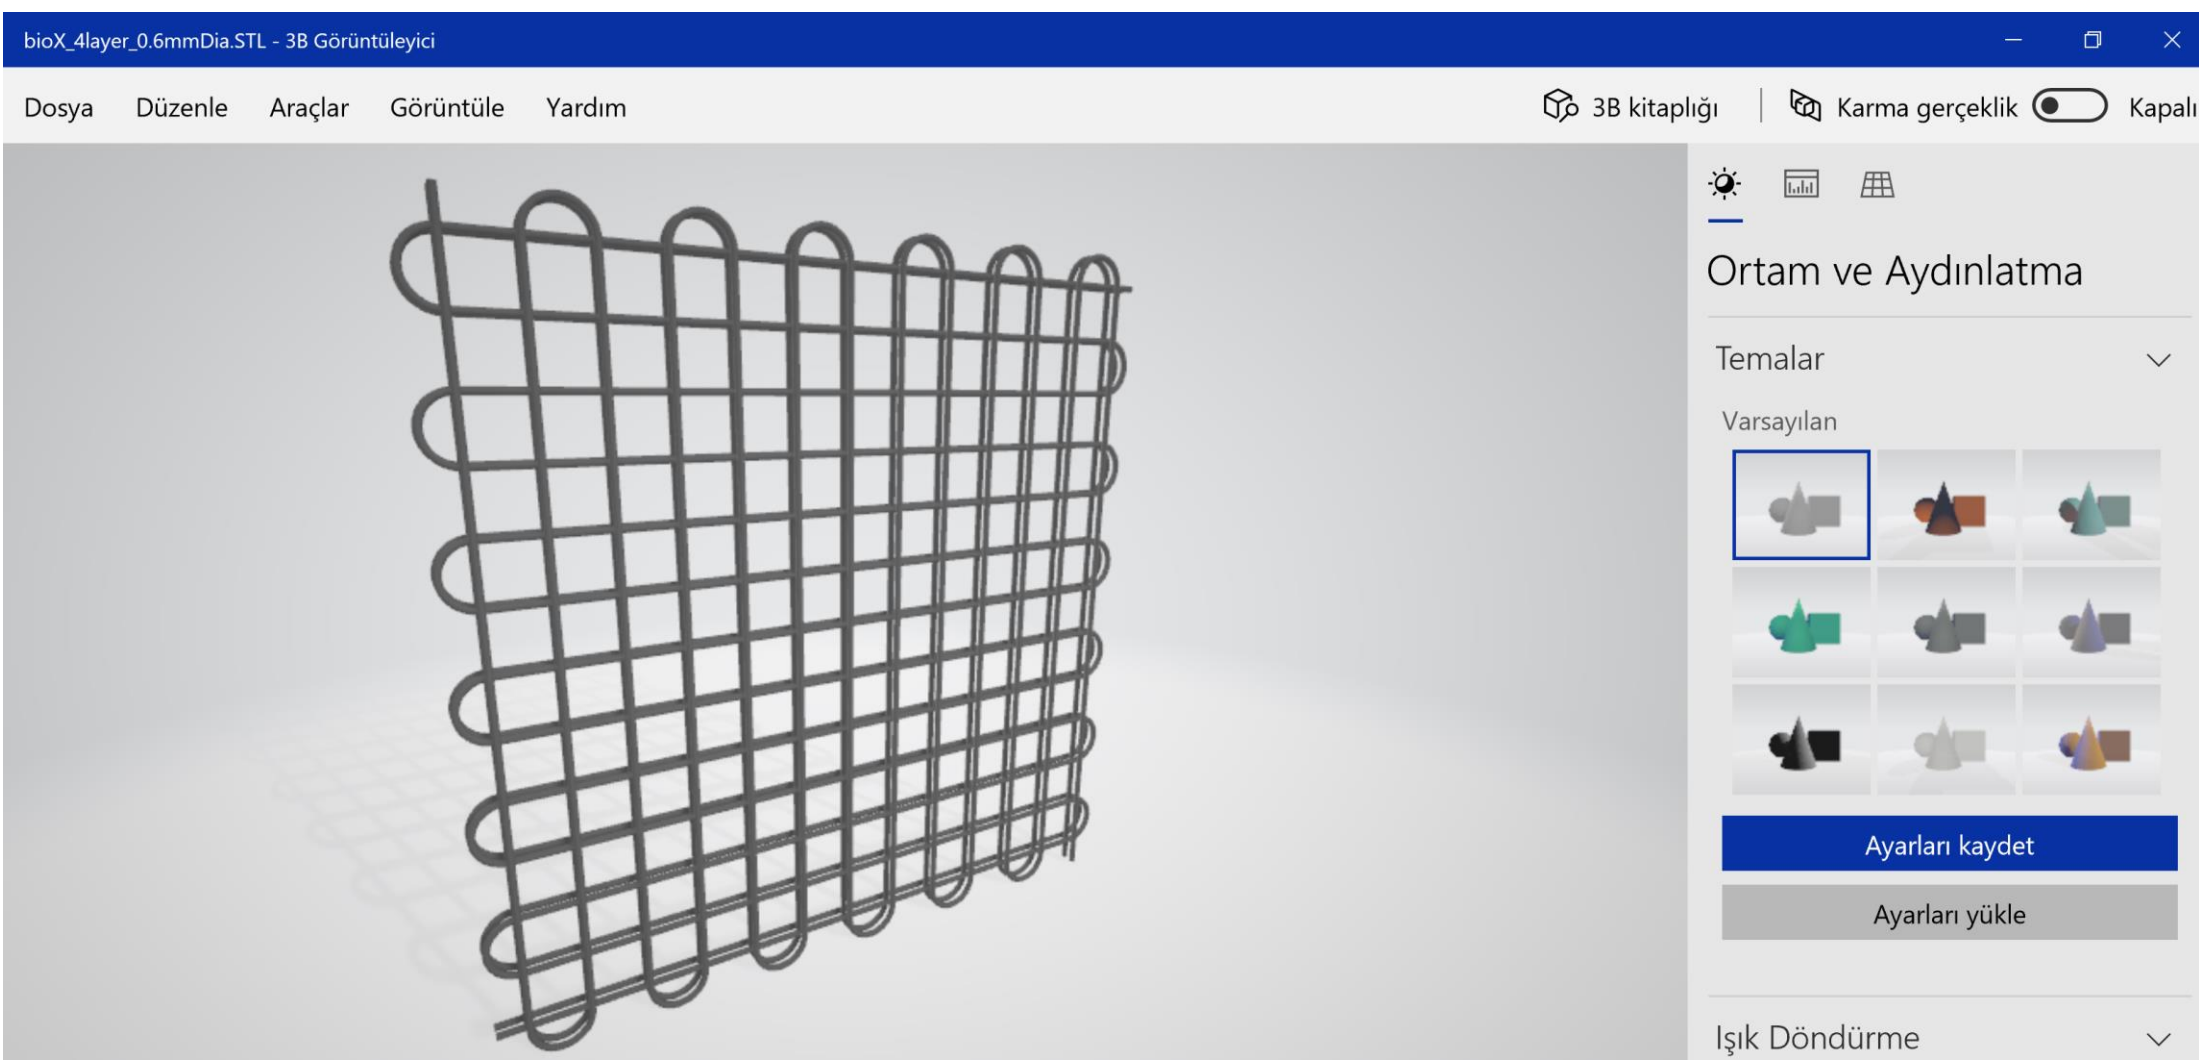 bioX_4layer_0.6mmDia.STL - 3B Görüntüleyici
Dosya Düzenle Araçlar Görüntüle Yardım 3B kitaplığı Karma gerçeklik Kapalı
Ortam ve Aydınlatma
Temalar
Varsayılan
Ayarları kaydet
Ayarları yükle
Işık Döndürme